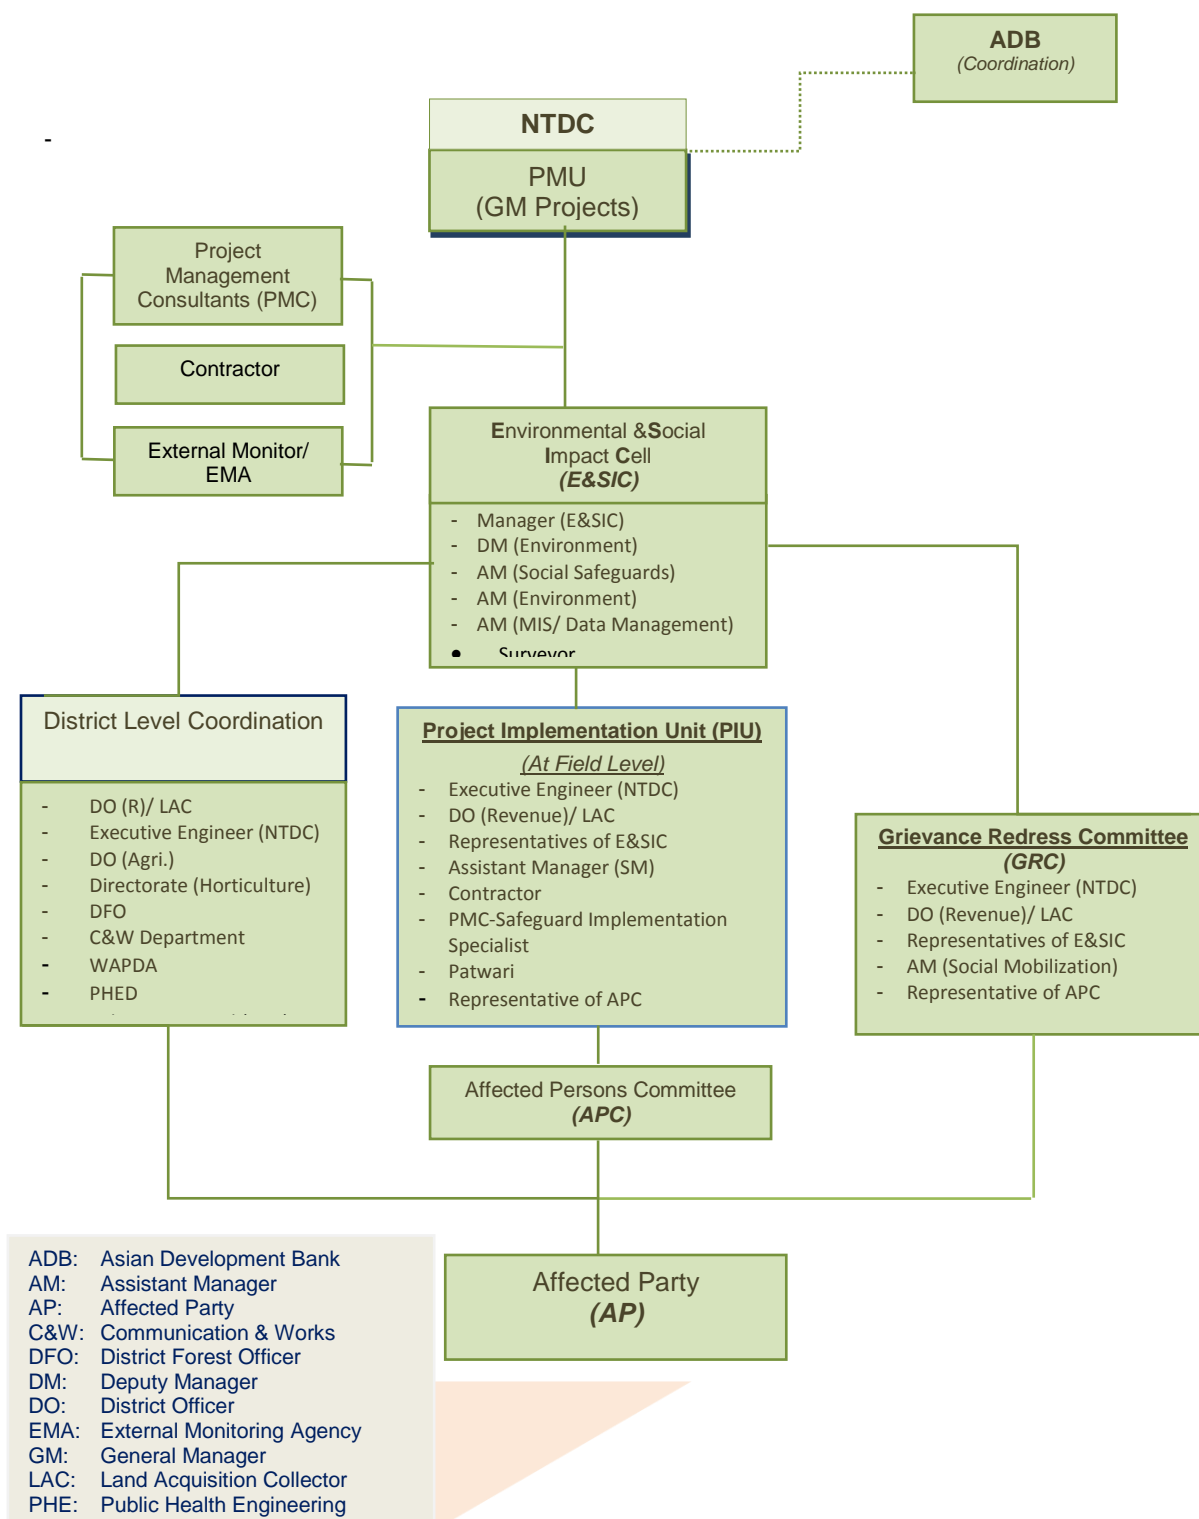 ADB
(Coordination)
-
NTDC
PMU
(GM Projects)
Project
Management
Consultants (PMC)
Contractor
External Monitor/
EMA
Environmental &Social
Impact Cell
(E&SIC)
- Manager (E&SIC)
- DM (Environment)
- AM (Social Safeguards)
- AM (Environment)
- AM (MIS/ Data Management)
● Surveyor
District Level Coordination
- DO (R)/ LAC
- Executive Engineer (NTDC)
- DO (Agri.)
- Directorate (Horticulture)
- DFO
- C&W Department
- WAPDA
- PHED
Project Implementation Unit (PIU)
(At Field Level)
- Executive Engineer (NTDC)
- DO (Revenue)/ LAC
- Representatives of E&SIC
- Assistant Manager (SM)
- Contractor
- PMC-Safeguard Implementation
Specialist
- Patwari
- Representative of APC
Grievance Redress Committee
(GRC)
- Executive Engineer (NTDC)
- DO (Revenue)/ LAC
- Representatives of E&SIC
- AM (Social Mobilization)
- Representative of APC
Affected Persons Committee
(APC)
Affected Party
(AP)
ADB: Asian Development Bank
AM: Assistant Manager
AP: Affected Party
C&W: Communication & Works
DFO: District Forest Officer
DM: Deputy Manager
DO: District Officer
EMA: External Monitoring Agency
GM: General Manager
LAC: Land Acquisition Collector
PHE: Public Health Engineering